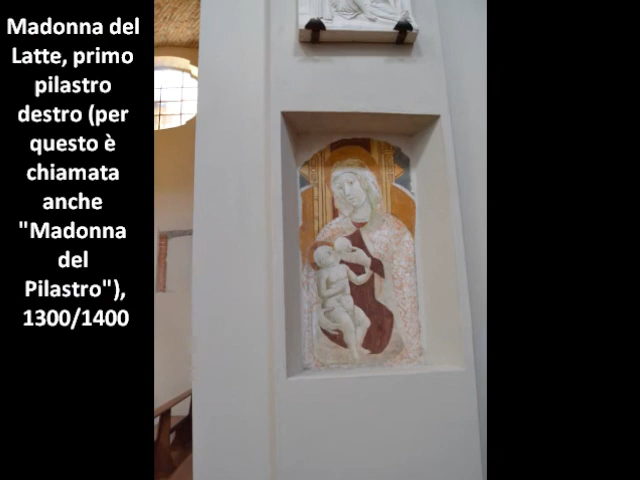 Madonna del
Latte, primo
pilastro
destro (per
questo è
chiamata
anche
"Madonna
del
Pilastro"),
1300/1400